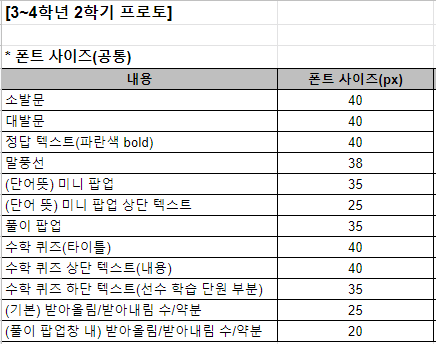 [3~4학년 2학기 프로토]
* 폰트 사이즈(공통)
내용 폰트 사이즈(px)
소발문 40
대발문 40
정답 텍스트(파란색 bold) 40
말풍선 38
(단어뜻) 미니 팝업 35
(단어 뜻) 미니 팝업 상단 텍스트 25
풀이 팝업 35
수학 퀴즈(타이틀) 40
수학 퀴즈 상단 텍스트(내용) 40
수학 퀴즈 하단 텍스트(선수 학습 단원 부분) 35
(기본) 받아올림/받아내림 수/약분 25
(풀이 팝업창 내) 받아올림/받아내림 수/약분 20